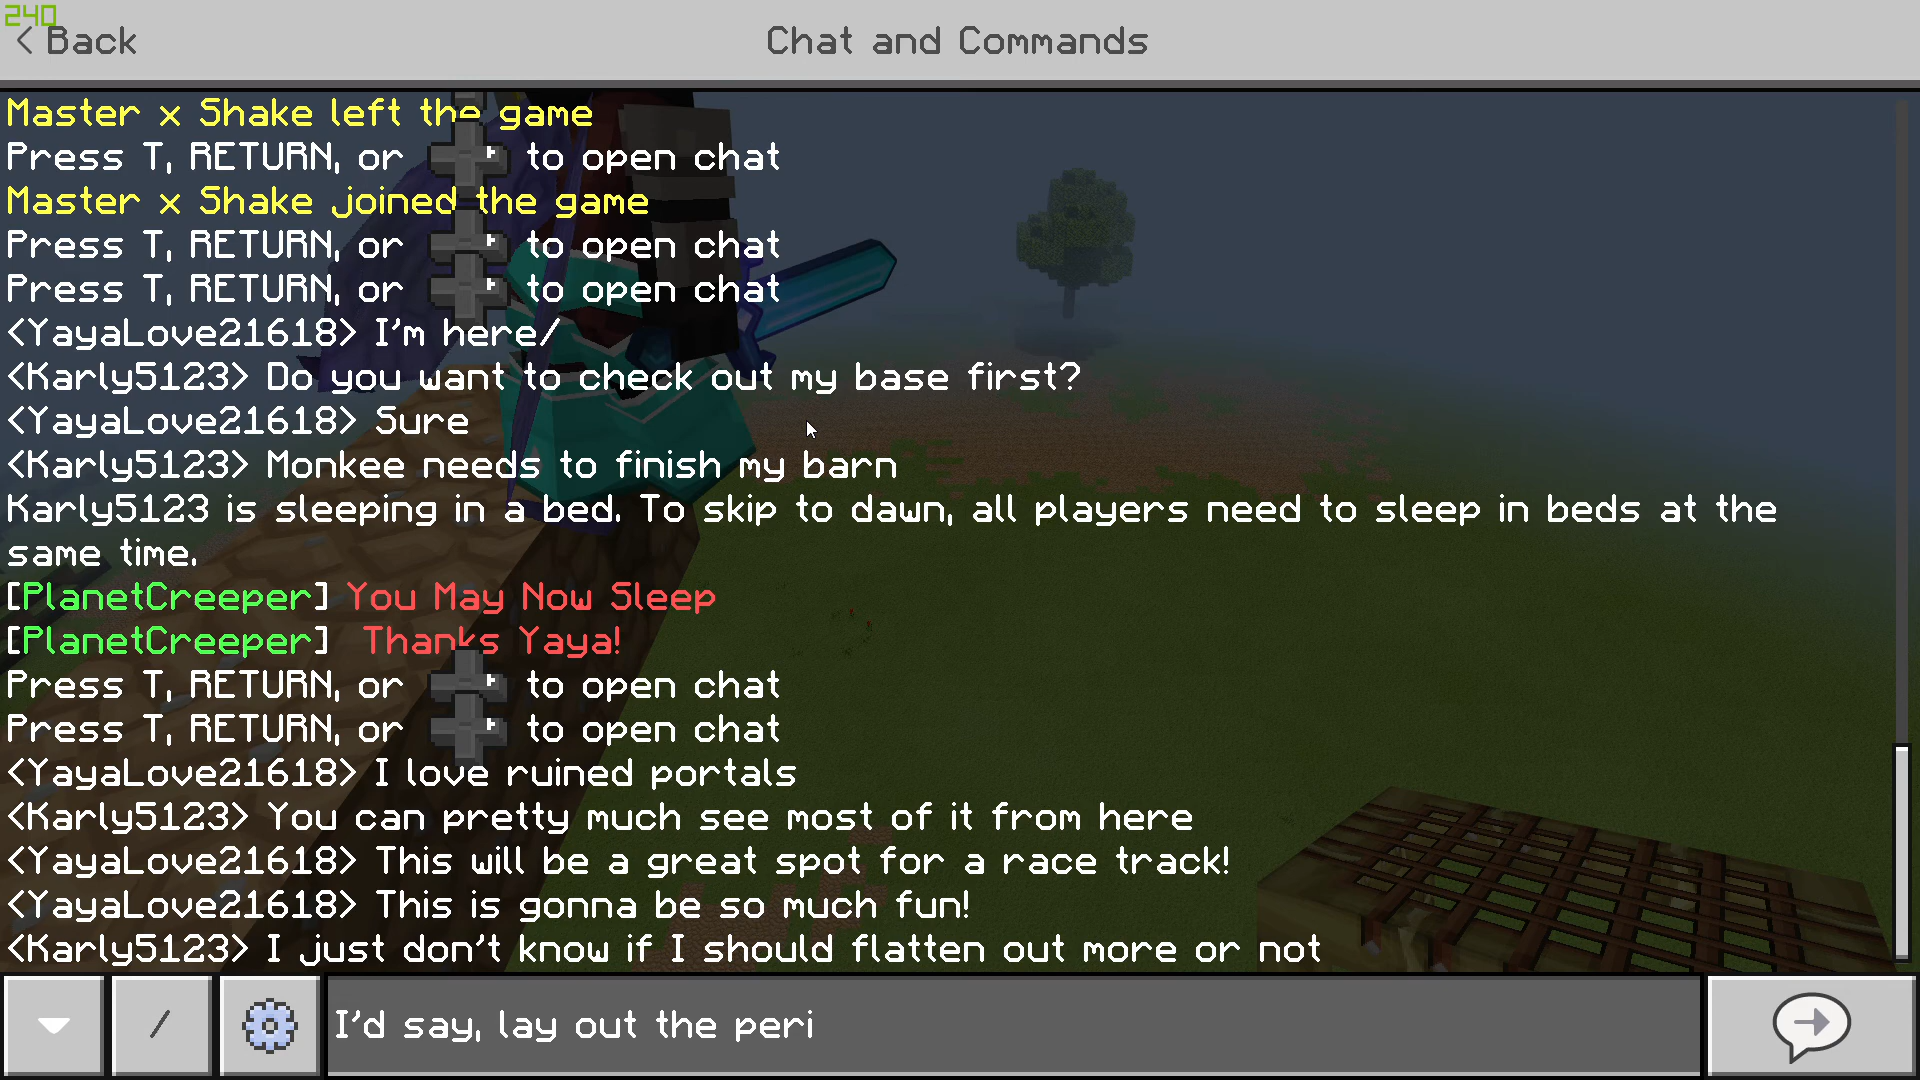 240
Back
Chat and Commands
Master x Shake left the game
Press T, RETURN, or to open chat
Master x Shake joined the game
Press T, RETURN, or to open chat
Press T, RETURN, or to open chat
<YayaLove21618> I'm here/
<Karly5123> Do you want to check out my base first?
<YayaLove21618> Sure
<Karly5123> Monkee needs to finish my barn
Karly5123 is sleeping in a bed. To skip to dawn, all players need to sleep in beds at the
same time.
[PlanetCreeper] You May Now Sleep
[PlanetCreeper] Thanks Yaya!
Press T, RETURN, or to open chat
Press T, RETURN, or to open chat
<YayaLove21618> I love ruined portals
<Karly5123> You can pretty much see most of it from here
<YayaLove21618> This will be a great spot for a race track!
<YayaLove21618> This is gonna be so much fun!
<Karly5123> I just don't know if I should flatten out more or not
/
I'd say, lay out the peri